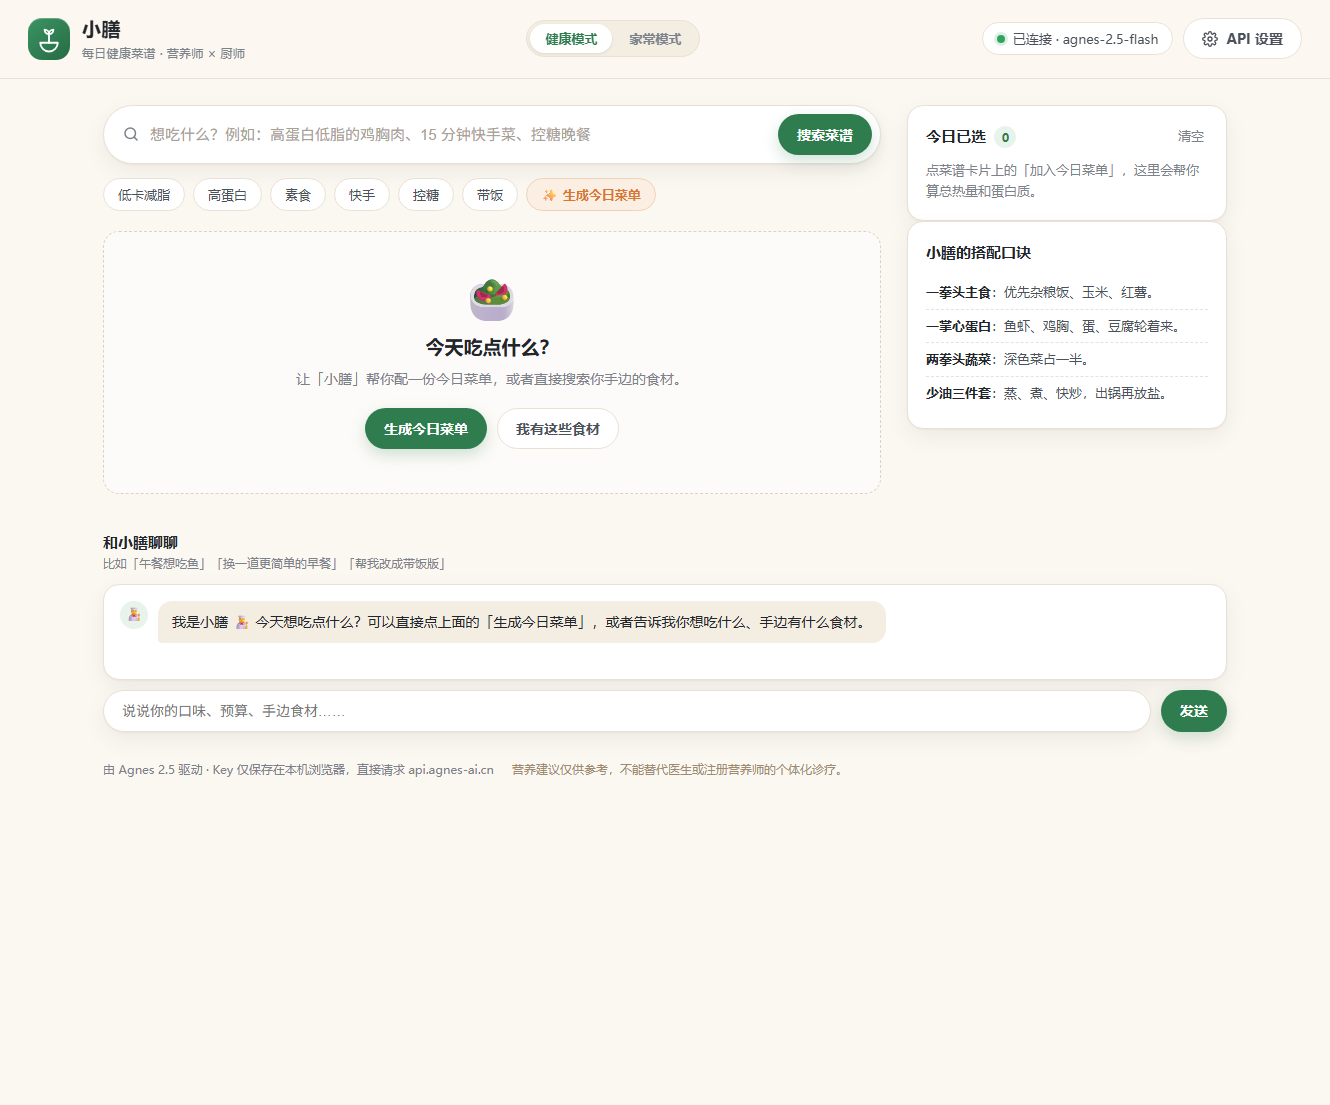 小膳
每日健康菜谱 · 营养师 × 厨师
健康模式 家常模式
已连接 · agnes-2.5-flash
API 设置
想吃什么？例如：高蛋白低脂的鸡胸肉、15 分钟快手菜、控糖晚餐
搜索菜谱
低卡减脂 高蛋白 素食 快手 控糖 带饭 ✨ 生成今日菜单
今天吃点什么？
让「小膳」帮你配一份今日菜单，或者直接搜索你手边的食材。
生成今日菜单 我有这些食材
今日已选 0 清空
点菜谱卡片上的「加入今日菜单」，这里会帮你
算总热量和蛋白质。
小膳的搭配口诀
一拳头主食：优先杂粮饭、玉米、红薯。
一掌心蛋白：鱼虾、鸡胸、蛋、豆腐轮着来。
两拳头蔬菜：深色菜占一半。
少油三件套：蒸、煮、快炒，出锅再放盐。
和小膳聊聊
比如「午餐想吃鱼」「换一道更简单的早餐」「帮我改成带饭版」
我是小膳 今天想吃点什么？可以直接点上面的「生成今日菜单」，或者告诉我你想吃什么、手边有什么食材。
说说你的口味、预算、手边食材……
发送
由 Agnes 2.5 驱动 · Key 仅保存在本机浏览器，直接请求 api.agnes-ai.cn 营养建议仅供参考，不能替代医生或注册营养师的个体化诊疗。